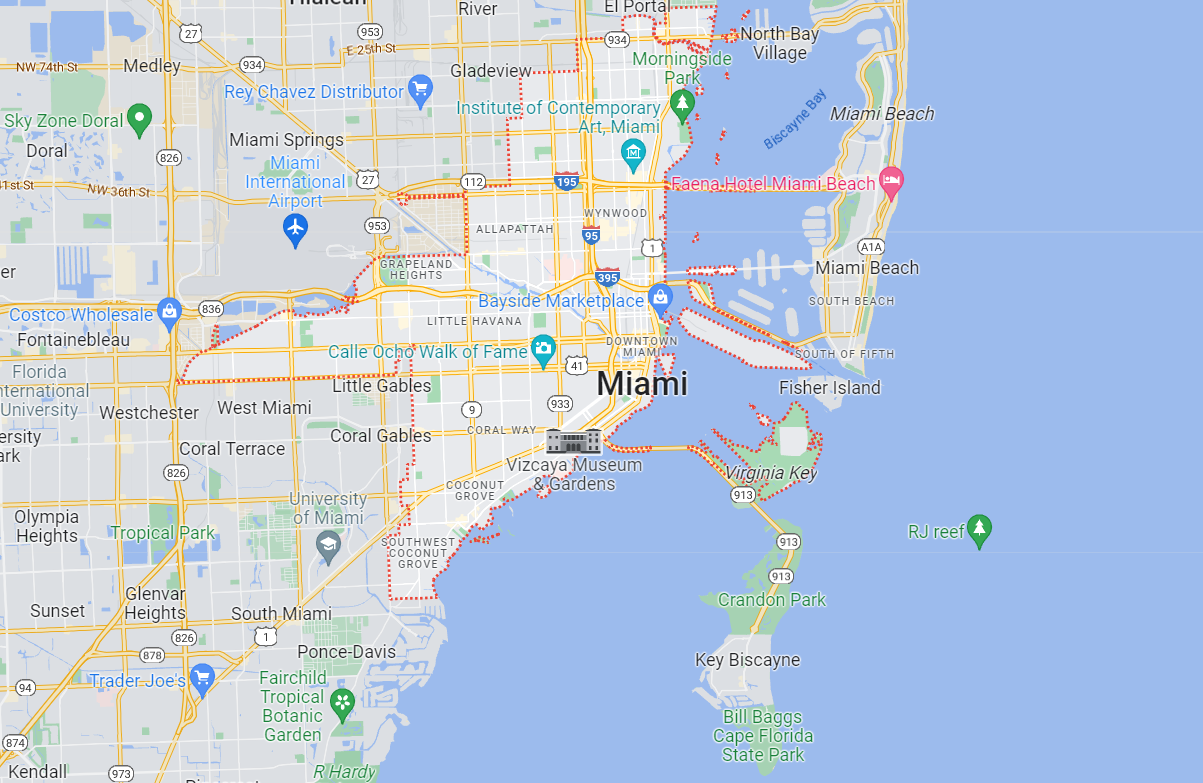 River
El Portal
27
953
E 25th St
934
North Bay
Village
NW 74th St
Medley
934
Gladeview
Morningside
Park
Rey Chavez Distributor
Institute of Contemporary
Art, Miami
Biscayne Bay
Miami Beach
Sky Zone Doral
Doral
Miami Springs
826
Miami
International
Airport
27
112
195
Faena Hotel Miami Beach
41st St
NW 36th St
WYNWOOD
953
ALLAPATTAH
95
1
A1A
GRAPELAND
HEIGHTS
395
Miami Beach
er
Bayside Marketplace
SOUTH BEACH
Costco Wholesale
836
LITTLE HAVANA
Fontainebleau
Calle Ocho Walk of Fame
DOWNTOWN
MIAMI
SOUTH OF FIFTH
41
Florida
nternational
University
Little Gables
Miami
Fisher Island
Westchester
West Miami
9
933
ersity
ark
Coral Terrace
Coral Gables
CORAL WAY
Vizcaya Museum
& Gardens
Virginia Key
826
COCONUT
GROVE
913
University
of Miami
Olympia
Heights
Tropical Park
RJ reef
SOUTHWEST
COCONUT
GROVE
913
913
Glenvar
Heights
Sunset
South Miami
Crandon Park
826
1
878
Ponce-Davis
Key Biscayne
94
Trader Joe's
Fairchild
Tropical
Botanic
Garden
Bill Baggs
Cape Florida
State Park
874
Kendall
973
R Hardy